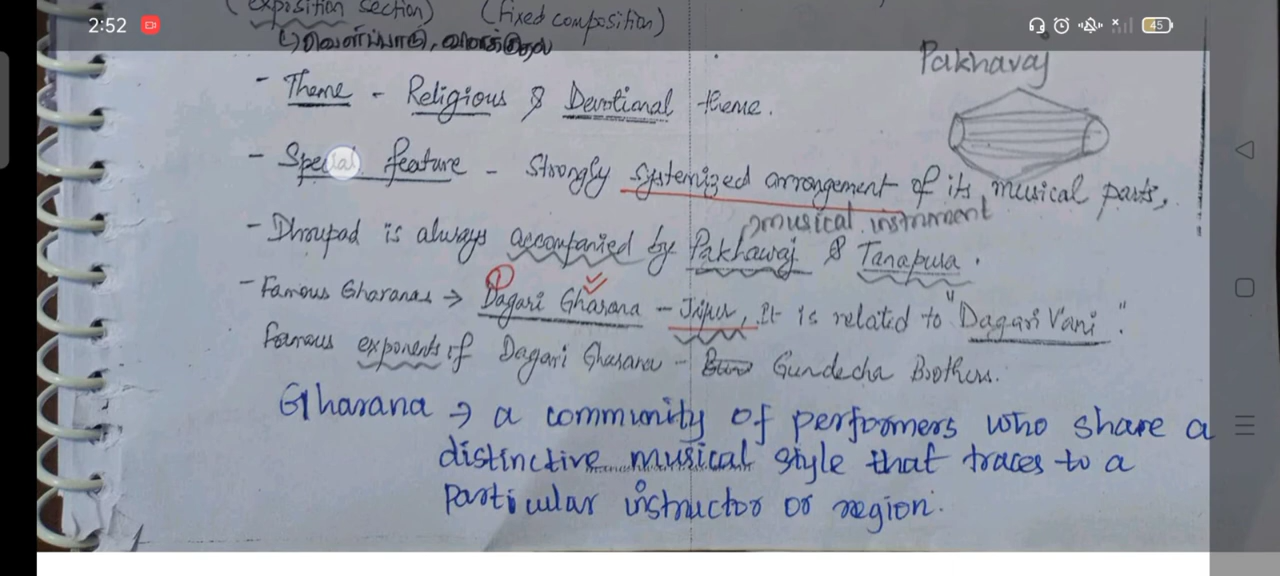 2:52
45
(exposition section) (fixed composition)
Pakhavaj
- Theme - Religious & Devotional theme.
- Special feature - Strongly systemized arrangement of its musical parts,
musical instrument
- Dhrupad is always accompanied by Pakhawaj & Tanapura.
1
- Famous Gharanas → Dagari Gharana - Jipur, It is related to "Dagari Vani".
Famous exponents of Dagari Gharana - Gundecha Brothers.
Gharana → a community of performers who share a
distinctive musical style that traces to a
particular instructor or region.